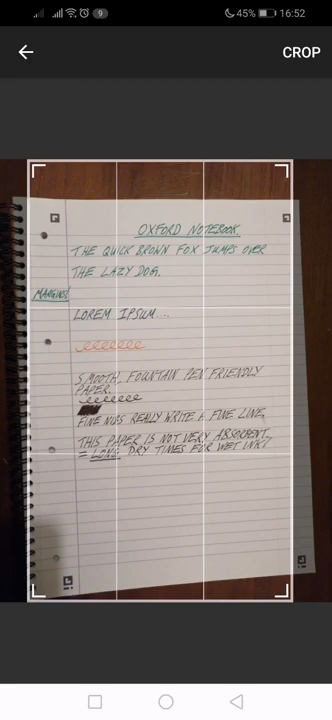 9
45%
16:52
CROP
OXFORD NOTEBOOK.
THE QUICK BROWN FOX JUMPS OVER
THE LAZY DOG.
MARGINS!
LOREM IPSUM....
SMOOTH, FOUNTAIN PEN FRIENDLY
PAPER.
FINE NIBS REALLY WRITE A FINE LINE,
THIS PAPER IS NOT VERY ABSORBENT
= LONG DRY TIMES FOR WET INK!